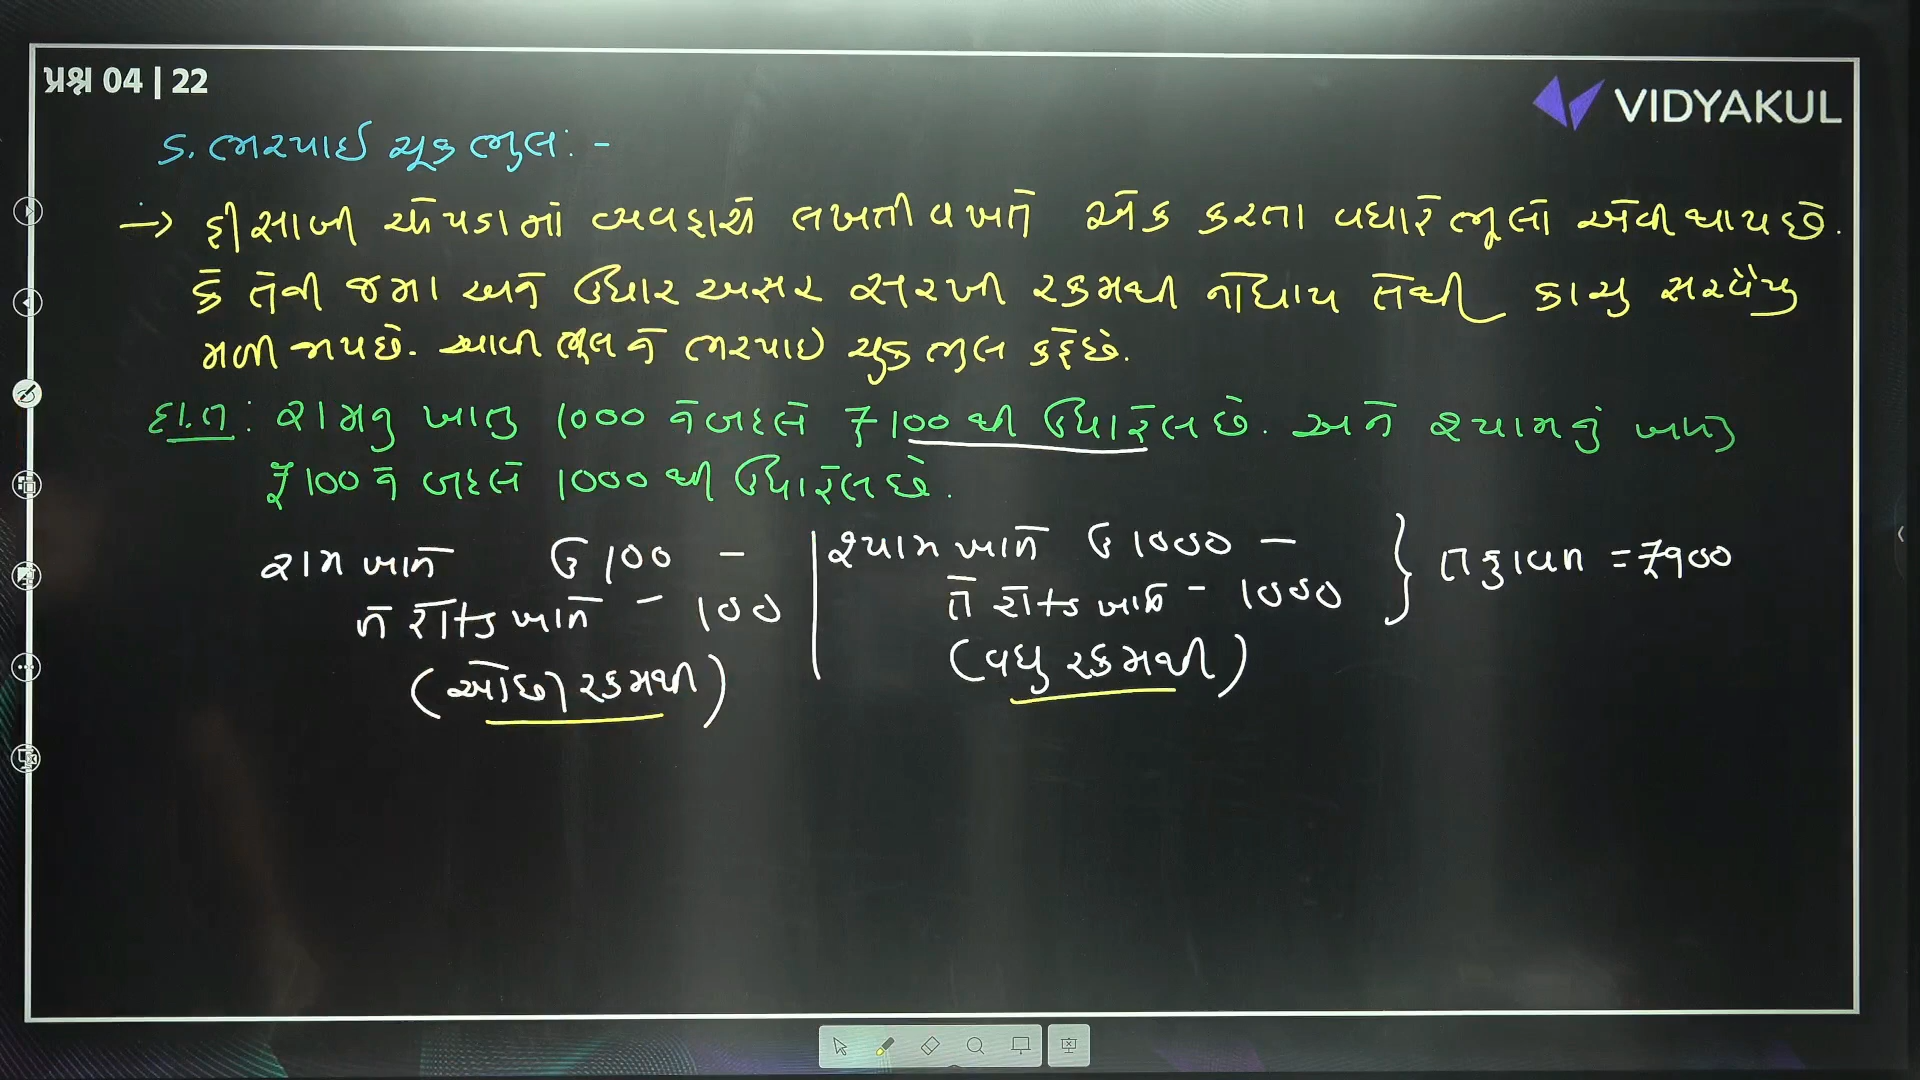 પ્રશ્ન 04 | 22
VIDYAKUL
5. ભરપાઈ ચૂક ભુલ : -
→ હીસાબી ચોપડામાં વ્યવહારો લખતી વખતે એક કરતા વધારે ભૂલો એવી થાય છે.
કે તેની જમા અને ઉધાર અસર સરખી રકમથી નોંધાય તેથી કાચુ સરવૈયુ
મળી જાય છે. આવી ભૂલ ને ભરપાઈ ચુક ભુલ કહે છે.
દા.ત : રામનુ ખાતુ 1000 ને બદલે ₹100 થી ઉધારેલ છે. અને શ્યામનું ખાતુ
₹100 ને બદલે 1000 થી ઉધારેલ છે.
રામ ખાતે ઉ 100 -
તે રોકડ ખાતે - 100
(ઓછી રકમથી)
શ્યામ ખાતે ઉ 1000 -
તે રોકડ ખાતે - 1000
(વધુ રકમથી)
તફાવત = ₹900